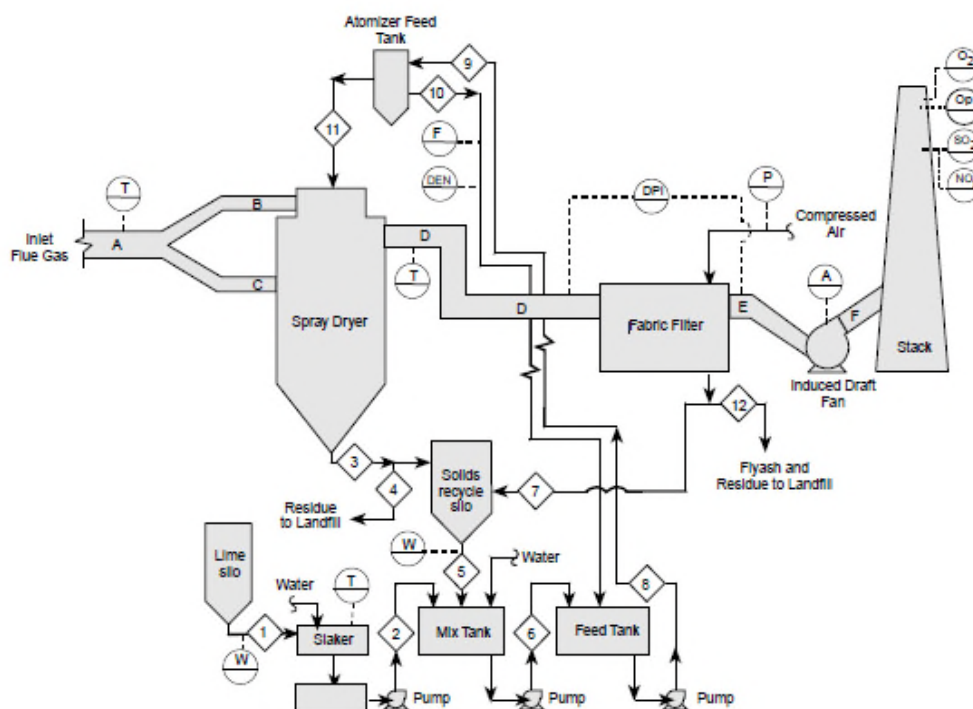 Atomizer Feed
Tank
9
10
11
O2
Op
SO2
NO
F
DEN
T
DPI
P
Compressed
Air
B
Inlet
Flue Gas
A
C
D
T
Spray Dryer
D
Fabric Filter
E
A
F
Stack
Induced Draft
Fan
12
3
4
Solids
recycle
silo
7
Flyash and
Residue to Landfill
Residue
to Landfill
W
Lime
silo
Water
T
5
Water
8
1
Slaker
2
Mix Tank
6
Feed Tank
W
Pump
Pump
Pump